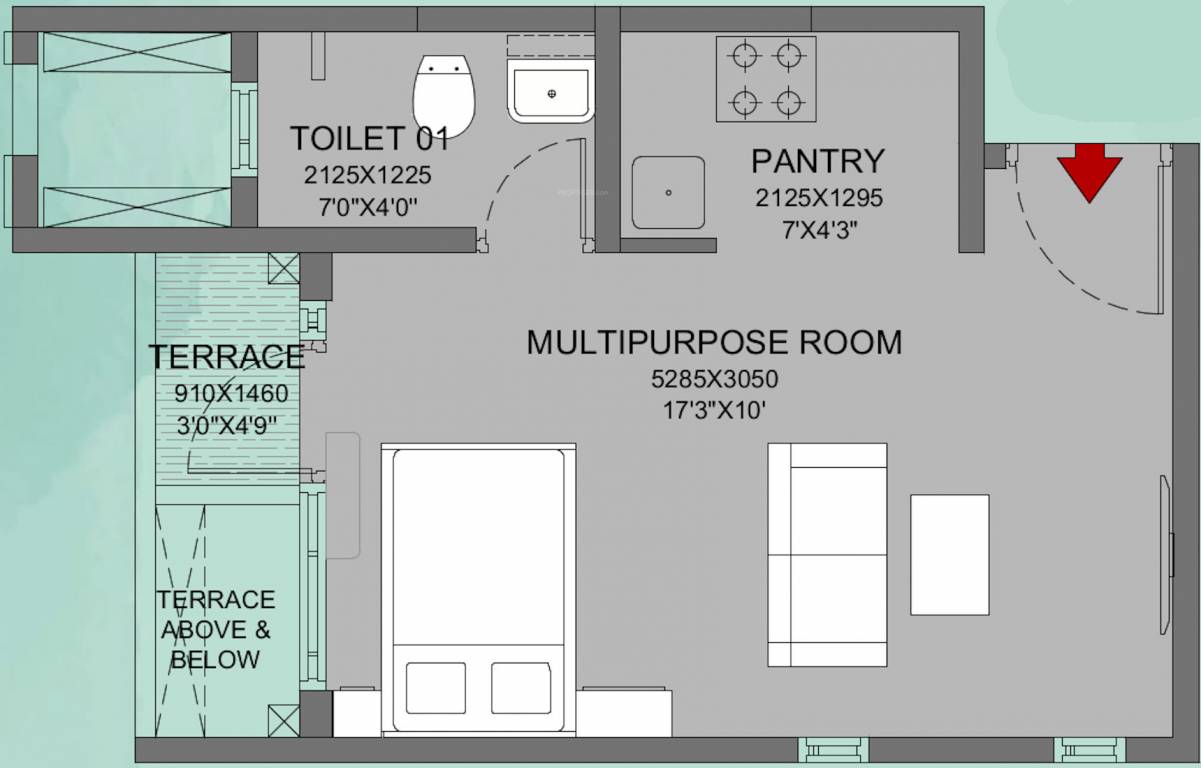 TOILET 01
2125X1225
7'0"X4'0"
PANTRY
2125X1295
7'X4'3"
MULTIPURPOSE ROOM
5285X3050
17'3"X10'
TERRACE
910X1460
3'0"X4'9"
TERRACE
ABOVE &
BELOW